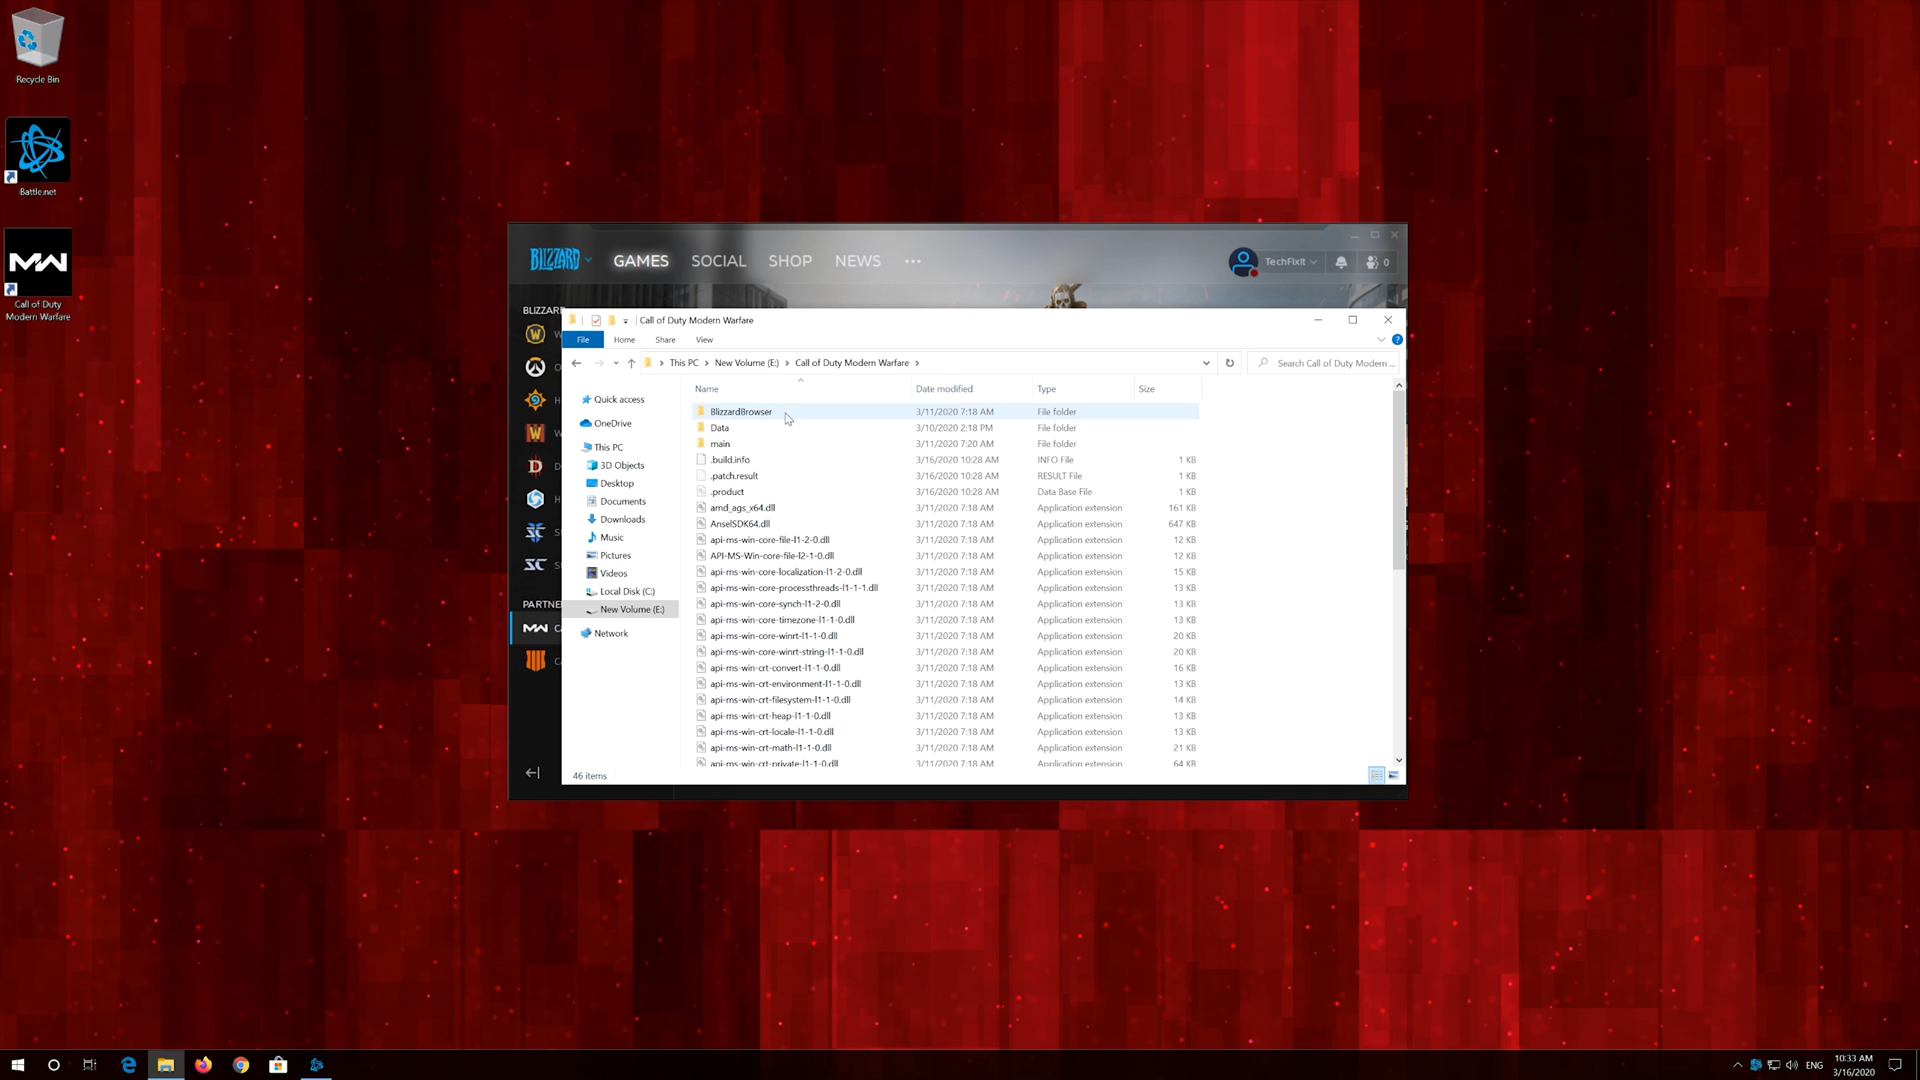 Recycle Bin
Battle.net
MW
Call of Duty
Modern Warfare
BLIZZARD GAMES SOCIAL SHOP NEWS ···
TechFixIt 0
BLIZZARD
PARTNE
MW C
Call of Duty Modern Warfare
File Home Share View
This PC New Volume (E:) Call of Duty Modern Warfare
Search Call of Duty Modern ...
Name Date modified Type Size
Quick access
OneDrive
This PC
3D Objects
Desktop
Documents
Downloads
Music
Pictures
Videos
Local Disk (C:)
New Volume (E:)
Network
BlizzardBrowser 3/11/2020 7:18 AM File folder
Data 3/10/2020 2:18 PM File folder
main 3/11/2020 7:20 AM File folder
.build.info 3/16/2020 10:28 AM INFO File 1 KB
.patch.result 3/16/2020 10:28 AM RESULT File 1 KB
.product 3/16/2020 10:28 AM Data Base File 1 KB
amd_ags_x64.dll 3/11/2020 7:18 AM Application extension 161 KB
AnselSDK64.dll 3/11/2020 7:18 AM Application extension 647 KB
api-ms-win-core-file-l1-2-0.dll 3/11/2020 7:18 AM Application extension 12 KB
API-MS-Win-core-file-l2-1-0.dll 3/11/2020 7:18 AM Application extension 12 KB
api-ms-win-core-localization-l1-2-0.dll 3/11/2020 7:18 AM Application extension 15 KB
api-ms-win-core-processthreads-l1-1-1.dll 3/11/2020 7:18 AM Application extension 13 KB
api-ms-win-core-synch-l1-2-0.dll 3/11/2020 7:18 AM Application extension 13 KB
api-ms-win-core-timezone-l1-1-0.dll 3/11/2020 7:18 AM Application extension 13 KB
api-ms-win-core-winrt-l1-1-0.dll 3/11/2020 7:18 AM Application extension 20 KB
api-ms-win-core-winrt-string-l1-1-0.dll 3/11/2020 7:18 AM Application extension 20 KB
api-ms-win-crt-convert-l1-1-0.dll 3/11/2020 7:18 AM Application extension 16 KB
api-ms-win-crt-environment-l1-1-0.dll 3/11/2020 7:18 AM Application extension 13 KB
api-ms-win-crt-filesystem-l1-1-0.dll 3/11/2020 7:18 AM Application extension 14 KB
api-ms-win-crt-heap-l1-1-0.dll 3/11/2020 7:18 AM Application extension 13 KB
api-ms-win-crt-locale-l1-1-0.dll 3/11/2020 7:18 AM Application extension 13 KB
api-ms-win-crt-math-l1-1-0.dll 3/11/2020 7:18 AM Application extension 21 KB
api-ms-win-crt-private-l1-1-0.dll 3/11/2020 7:18 AM Application extension 64 KB
46 items
ENG
10:33 AM
3/16/2020